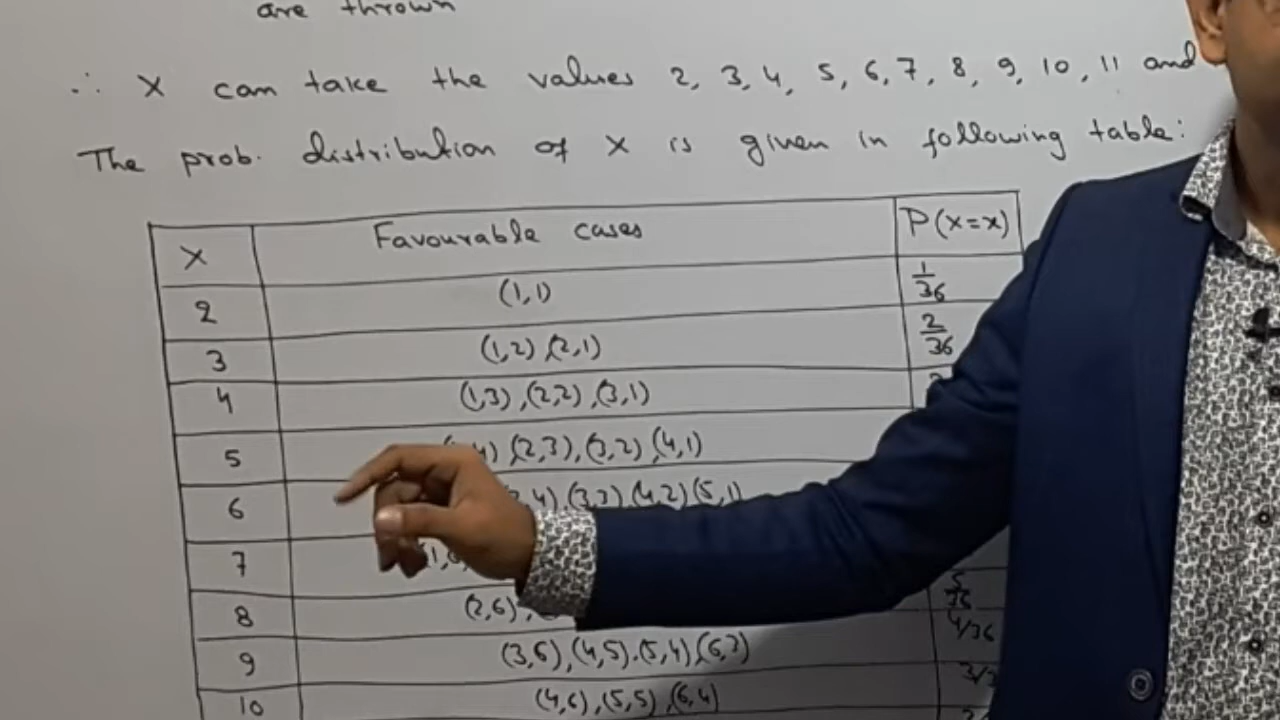 are thrown
∴ X can take the values 2, 3, 4, 5, 6, 7, 8, 9, 10, 11 and
The prob. distribution of X is given in following table:
X Favourable cases P(X=x)
2 (1,1) 1/36
3 (1,2),(2,1) 2/36
4 (1,3),(2,2),(3,1)
5 (2,3),(3,2),(4,1)
6 (4,2)(5,1)
7
8 (2,6), 5/36
9 (3,6),(4,5).(5,4),(6,3) 4/36
10 (4,6),(5,5),(6,4)